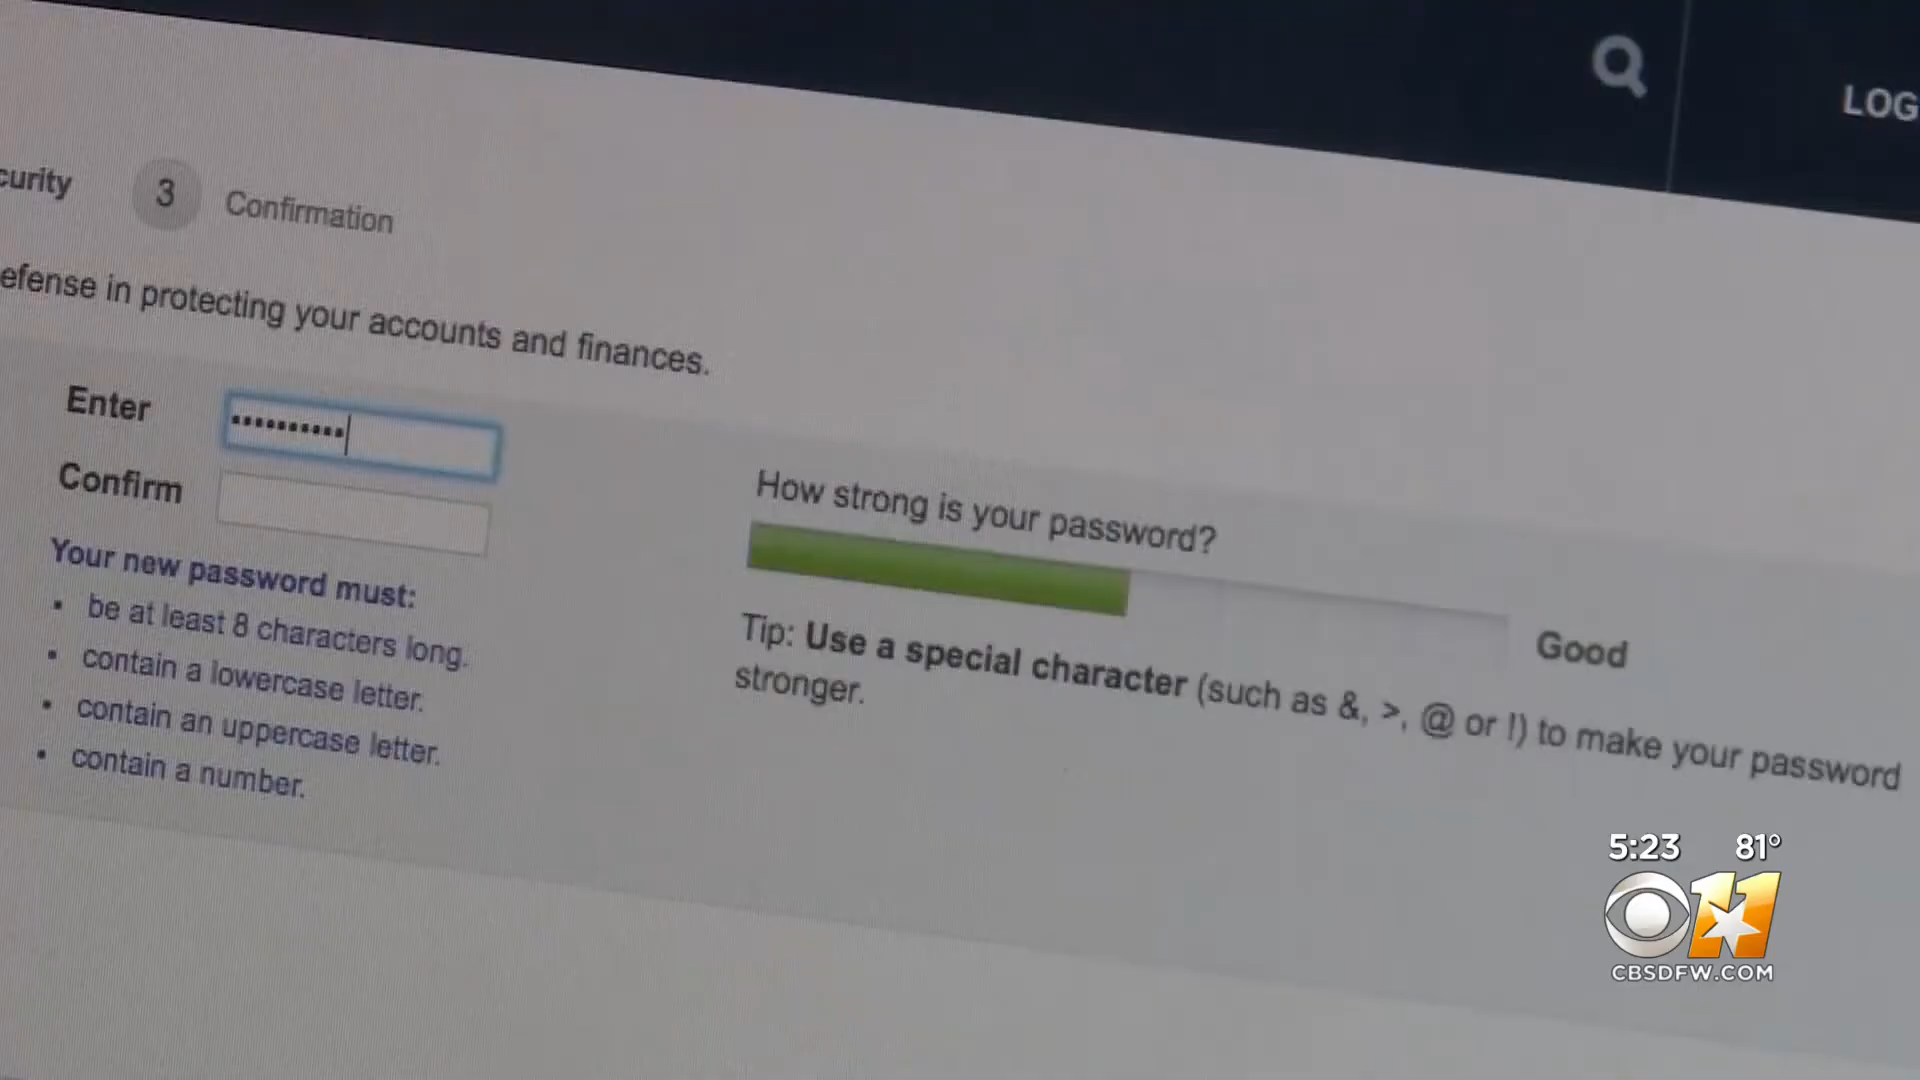 LOG
curity
3 Confirmation
efense in protecting your accounts and finances.
Enter ••••••••••
Confirm
Your new password must:
• be at least 8 characters long.
• contain a lowercase letter.
• contain an uppercase letter.
• contain a number.
How strong is your password?
Good
Tip: Use a special character (such as &, >, @ or !) to make your password
stronger.
5:23 81°
11
CBSDFW.COM